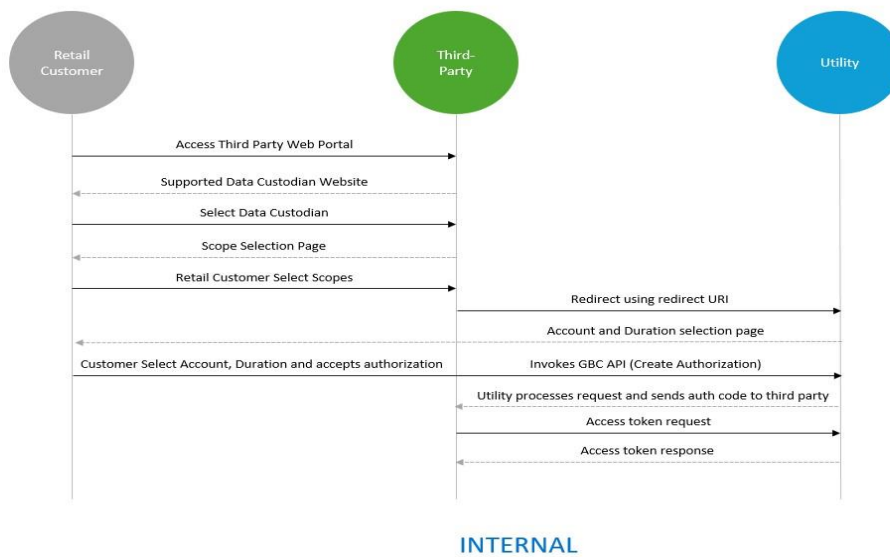 Retail
Customer
Third-
Party
Utility
Access Third Party Web Portal
Supported Data Custodian Website
Select Data Custodian
Scope Selection Page
Retail Customer Select Scopes
Redirect using redirect URI
Account and Duration selection page
Customer Select Account, Duration and accepts authorization
Invokes GBC API (Create Authorization)
Utility processes request and sends auth code to third party
Access token request
Access token response
INTERNAL